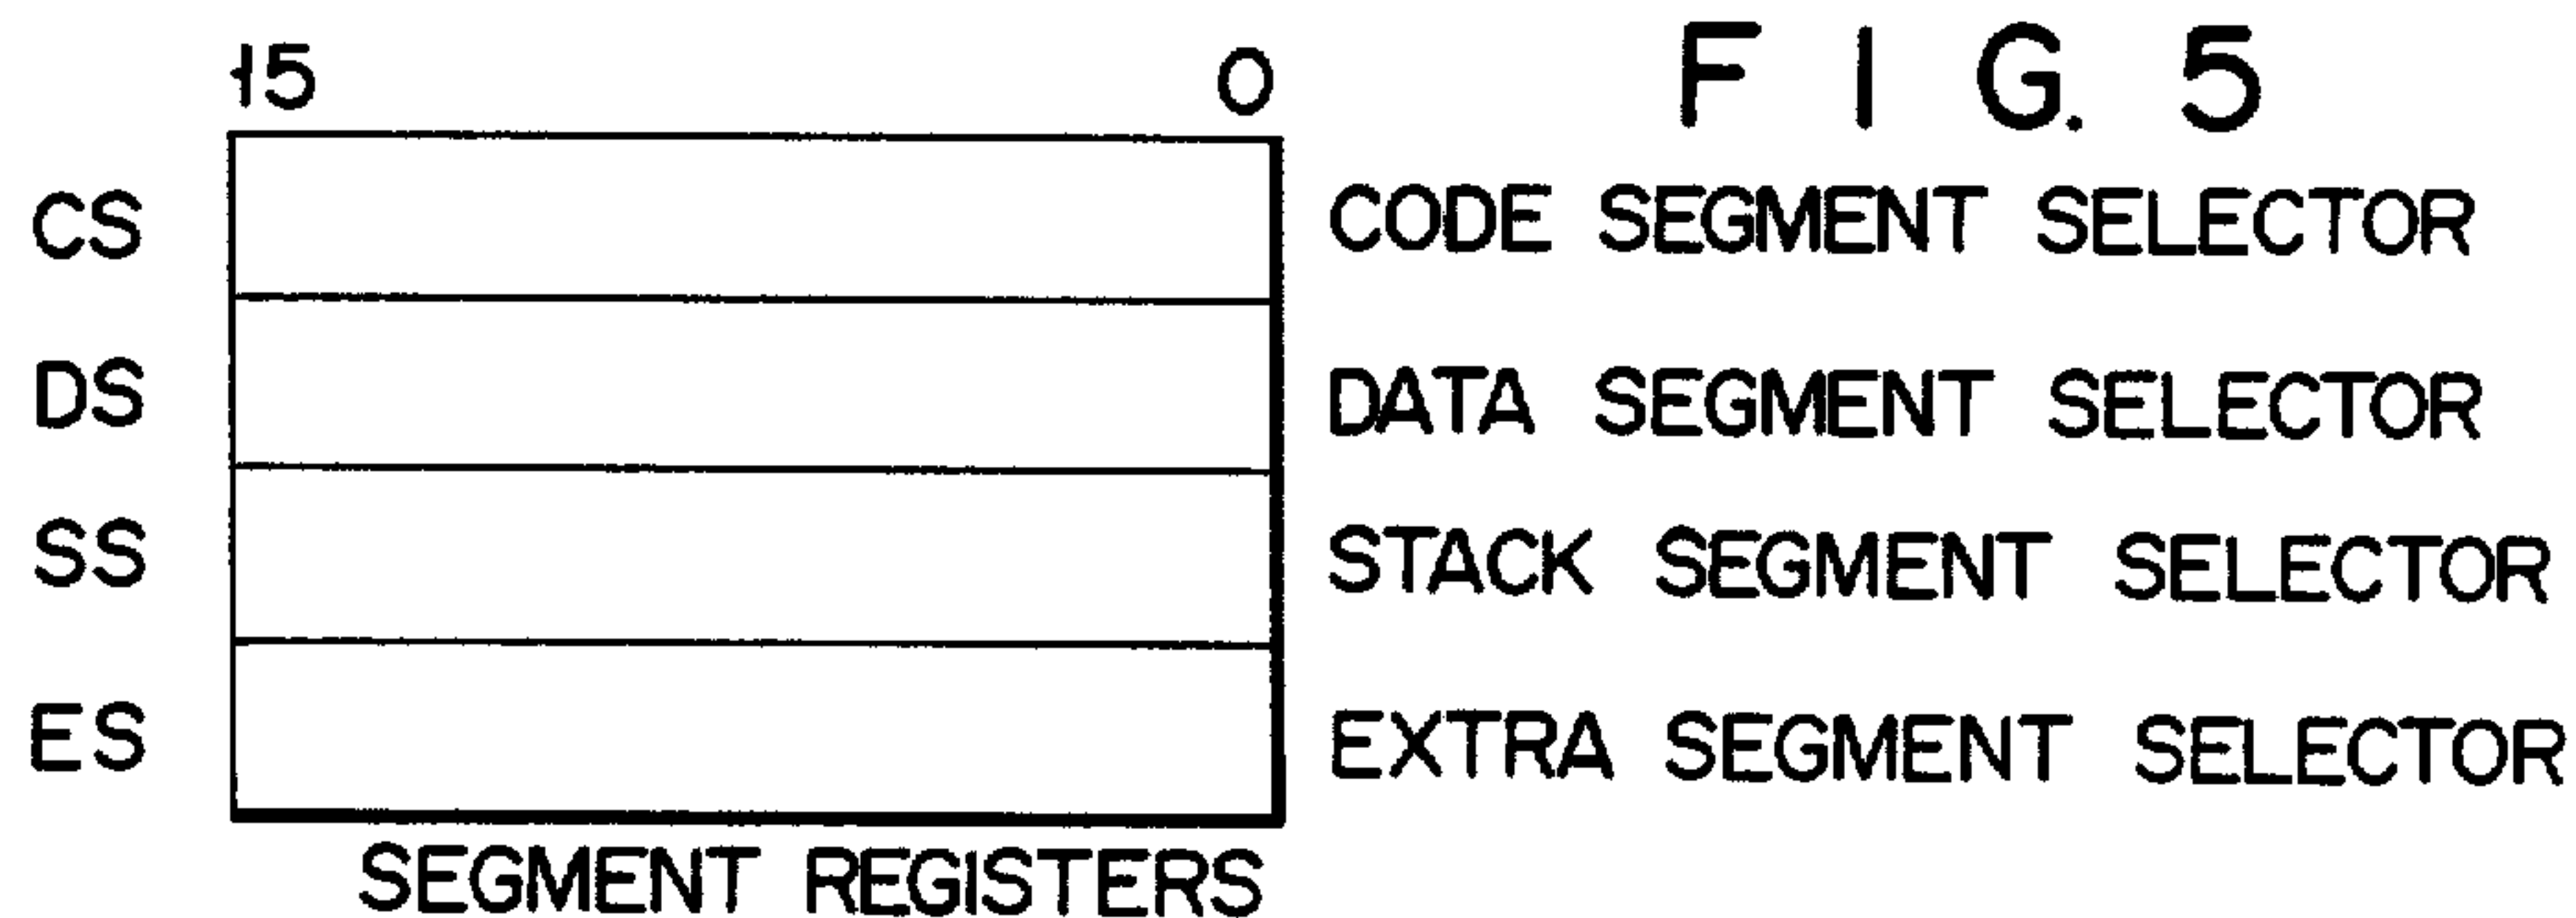 15 0 F I G. 5
CS CODE SEGMENT SELECTOR
DS DATA SEGMENT SELECTOR
SS STACK SEGMENT SELECTOR
ES EXTRA SEGMENT SELECTOR
SEGMENT REGISTERS